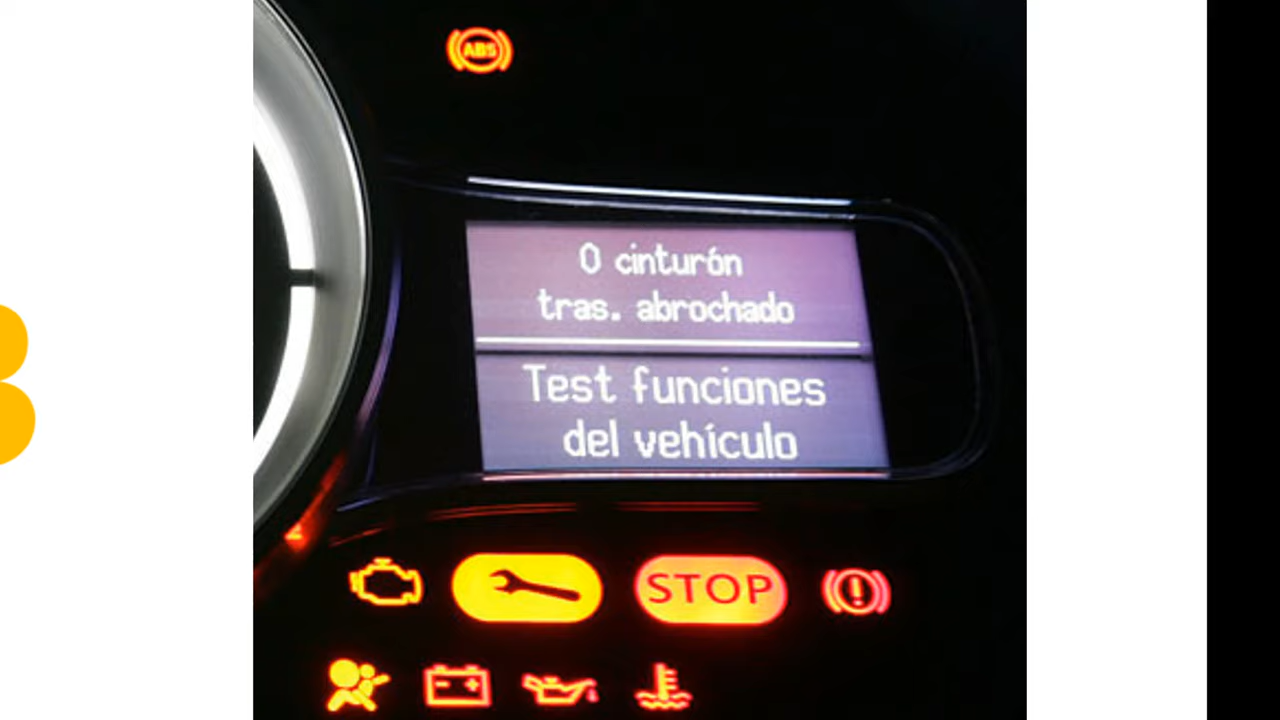 ABS
0 cinturón
tras. abrochado
Test funciones
del vehículo
STOP